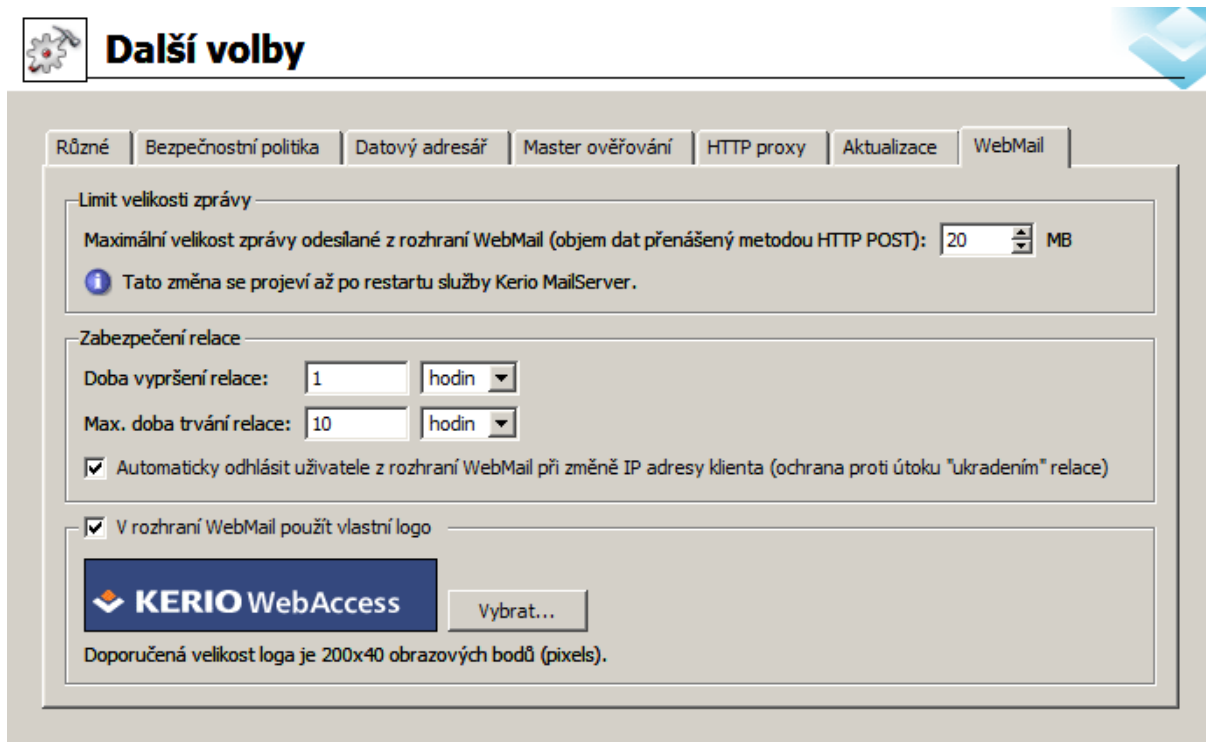 Další volby
Různé Bezpečnostní politika Datový adresář Master ověřování HTTP proxy Aktualizace WebMail
Limit velikosti zprávy
Maximální velikost zprávy odesílané z rozhraní WebMail (objem dat přenášený metodou HTTP POST): 20 MB
Tato změna se projeví až po restartu služby Kerio MailServer.
Zabezpečení relace
Doba vypršení relace: 1 hodin
Max. doba trvání relace: 10 hodin
Automaticky odhlásit uživatele z rozhraní WebMail při změně IP adresy klienta (ochrana proti útoku "ukradením" relace)
V rozhraní WebMail použít vlastní logo
KERIO WebAccess Vybrat...
Doporučená velikost loga je 200x40 obrazových bodů (pixels).